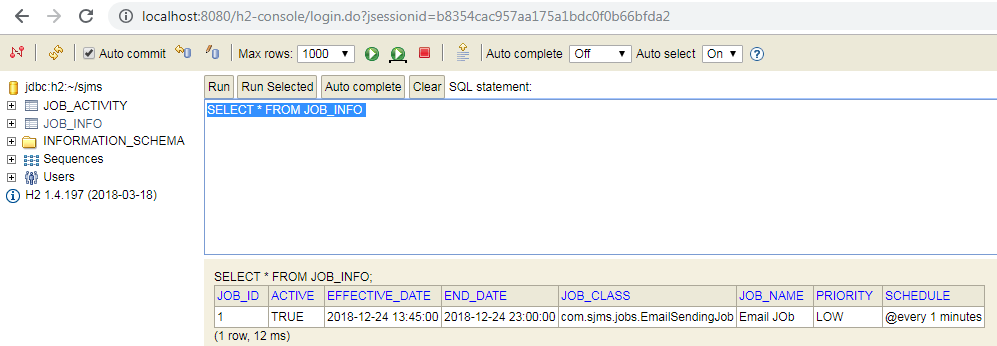 localhost:8080/h2-console/login.do?jsessionid=b8354cac957aa175a1bdc0f0b66bfda2
Auto commit Max rows: 1000 Auto complete Off Auto select On ?
jdbc:h2:~/sjms
JOB_ACTIVITY
JOB_INFO
INFORMATION_SCHEMA
Sequences
Users
H2 1.4.197 (2018-03-18)
Run Run Selected Auto complete Clear SQL statement:
SELECT * FROM JOB_INFO
SELECT * FROM JOB_INFO;
JOB_ID ACTIVE EFFECTIVE_DATE END_DATE JOB_CLASS JOB_NAME PRIORITY SCHEDULE
1 TRUE 2018-12-24 13:45:00 2018-12-24 23:00:00 com.sjms.jobs.EmailSendingJob Email JOb LOW @every 1 minutes
(1 row, 12 ms)